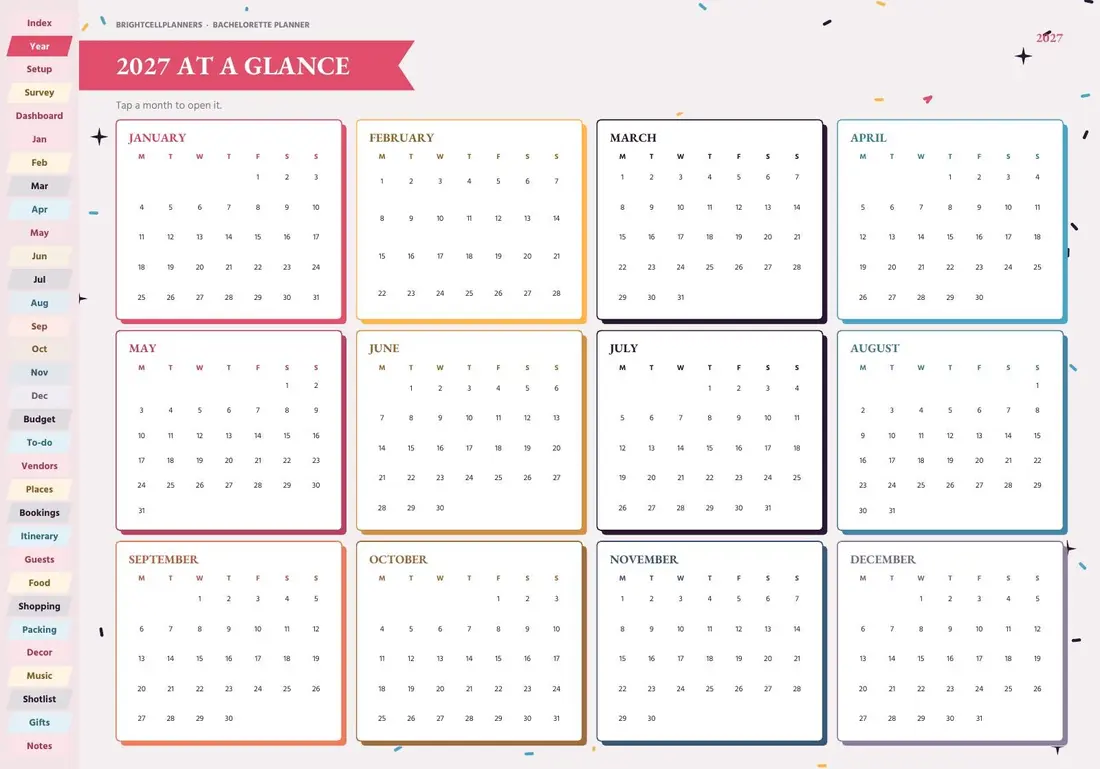 Index
Year
Setup
Survey
Dashboard
Jan
Feb
Mar
Apr
May
Jun
Jul
Aug
Sep
Oct
Nov
Dec
Budget
To-do
Vendors
Places
Bookings
Itinerary
Guests
Food
Shopping
Packing
Decor
Music
Shotlist
Gifts
Notes
BRIGHTCELLPLANNERS · BACHELORETTE PLANNER
2027
2027 AT A GLANCE
Tap a month to open it.
JANUARY
M T W T F S S
1 2 3
4 5 6 7 8 9 10
11 12 13 14 15 16 17
18 19 20 21 22 23 24
25 26 27 28 29 30 31
FEBRUARY
M T W T F S S
1 2 3 4 5 6 7
8 9 10 11 12 13 14
15 16 17 18 19 20 21
22 23 24 25 26 27 28
MARCH
M T W T F S S
1 2 3 4 5 6 7
8 9 10 11 12 13 14
15 16 17 18 19 20 21
22 23 24 25 26 27 28
29 30 31
APRIL
M T W T F S S
1 2 3 4
5 6 7 8 9 10 11
12 13 14 15 16 17 18
19 20 21 22 23 24 25
26 27 28 29 30
MAY
M T W T F S S
1 2
3 4 5 6 7 8 9
10 11 12 13 14 15 16
17 18 19 20 21 22 23
24 25 26 27 28 29 30
31
JUNE
M T W T F S S
1 2 3 4 5 6
7 8 9 10 11 12 13
14 15 16 17 18 19 20
21 22 23 24 25 26 27
28 29 30
JULY
M T W T F S S
1 2 3 4
5 6 7 8 9 10 11
12 13 14 15 16 17 18
19 20 21 22 23 24 25
26 27 28 29 30 31
AUGUST
M T W T F S S
1
2 3 4 5 6 7 8
9 10 11 12 13 14 15
16 17 18 19 20 21 22
23 24 25 26 27 28 29
30 31
SEPTEMBER
M T W T F S S
1 2 3 4 5
6 7 8 9 10 11 12
13 14 15 16 17 18 19
20 21 22 23 24 25 26
27 28 29 30
OCTOBER
M T W T F S S
1 2 3
4 5 6 7 8 9 10
11 12 13 14 15 16 17
18 19 20 21 22 23 24
25 26 27 28 29 30 31
NOVEMBER
M T W T F S S
1 2 3 4 5 6 7
8 9 10 11 12 13 14
15 16 17 18 19 20 21
22 23 24 25 26 27 28
29 30
DECEMBER
M T W T F S S
1 2 3 4 5
6 7 8 9 10 11 12
13 14 15 16 17 18 19
20 21 22 23 24 25 26
27 28 29 30 31